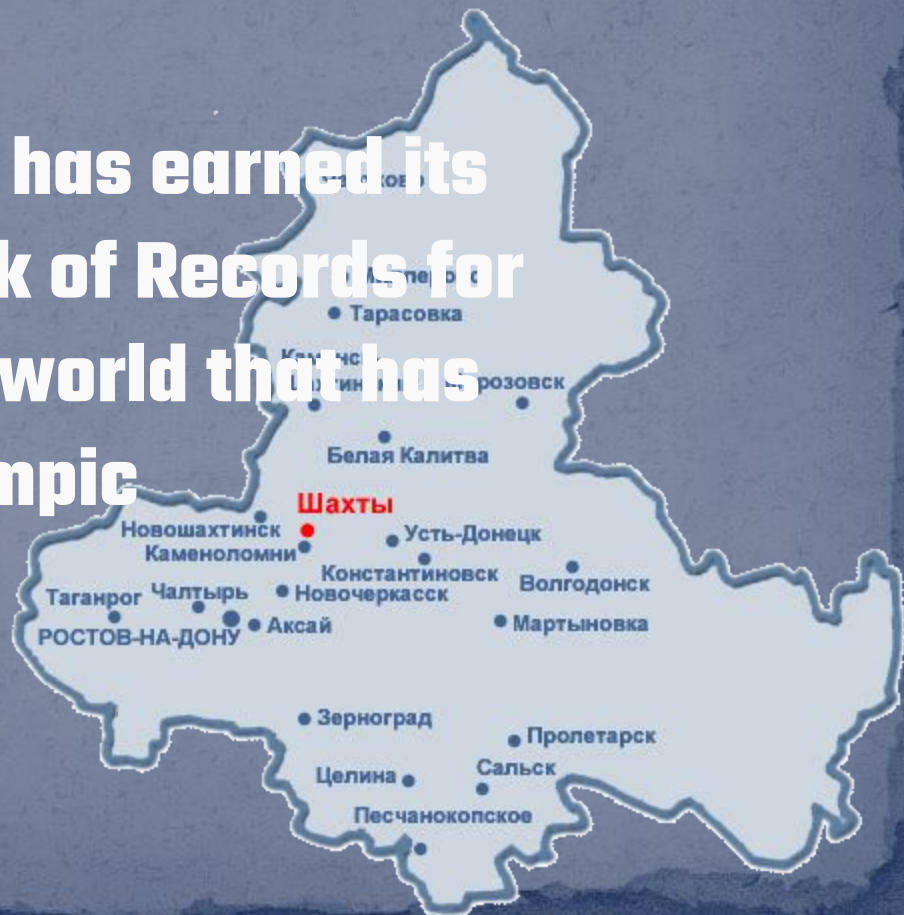 has earned its
k of Records for
world that has
mpic
Тарасовка
Белая Калитва
Шахты
Новошахтинск
Усть-Донецк
Каменоломни
Константиновск
Волгодонск
Таганрог
Чалтырь
Новочеркасск
РОСТОВ-НА-ДОНУ
Аксай
Мартыновка
Зерноград
Пролетарск
Целина
Сальск
Песчанокопское